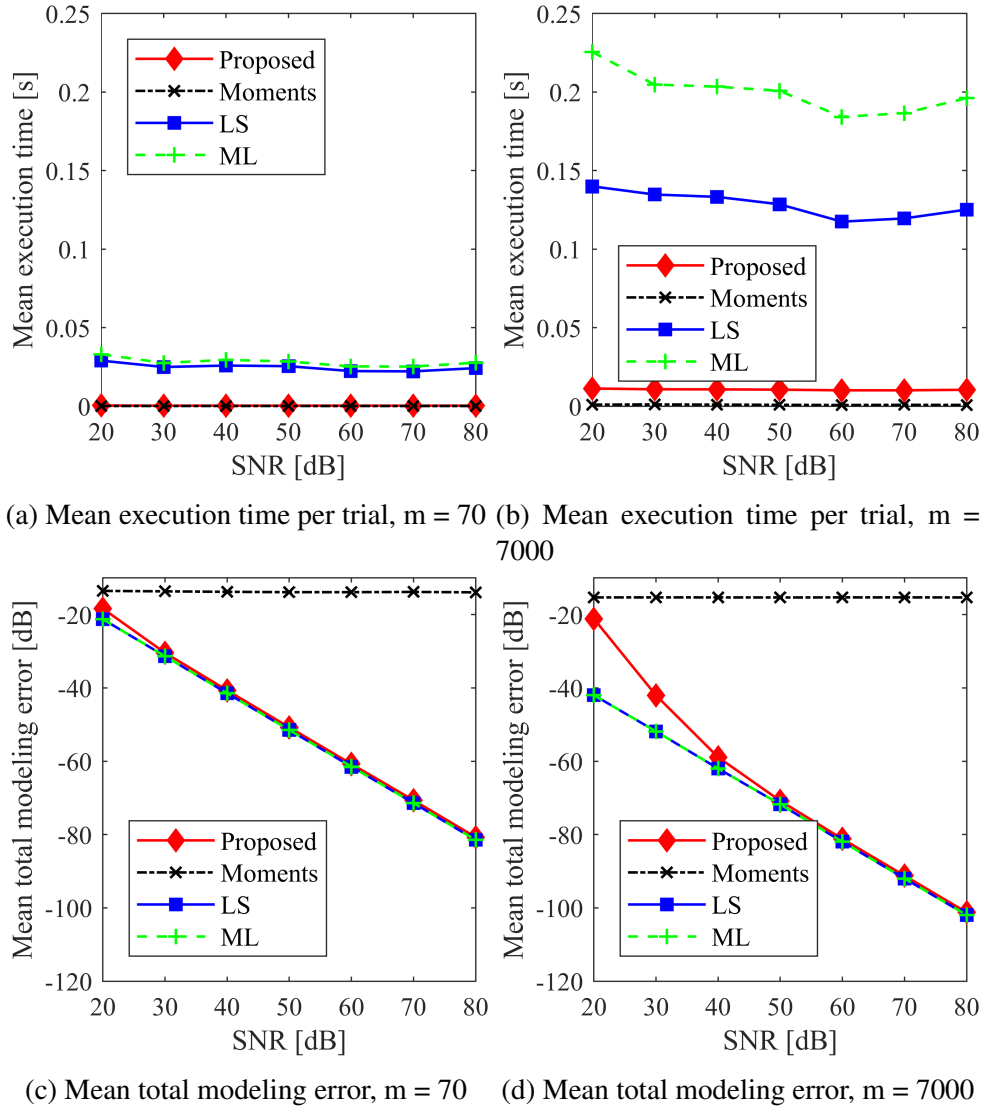 Mean execution time [s]
0.25
0.2
0.15
0.1
0.05
0
Proposed
Moments
LS
ML
20 30 40 50 60 70 80
SNR [dB]
(a) Mean execution time per trial, m = 70
Mean execution time [s]
0.25
0.2
0.15
0.1
0.05
0
Proposed
Moments
LS
ML
20 30 40 50 60 70 80
SNR [dB]
(b) Mean execution time per trial, m =
7000
Mean total modeling error [dB]
-20
-40
-60
-80
-100
-120
Proposed
Moments
LS
ML
20 30 40 50 60 70 80
SNR [dB]
(c) Mean total modeling error, m = 70
Mean total modeling error [dB]
-20
-40
-60
-80
-100
-120
Proposed
Moments
LS
ML
20 30 40 50 60 70 80
SNR [dB]
(d) Mean total modeling error, m = 7000